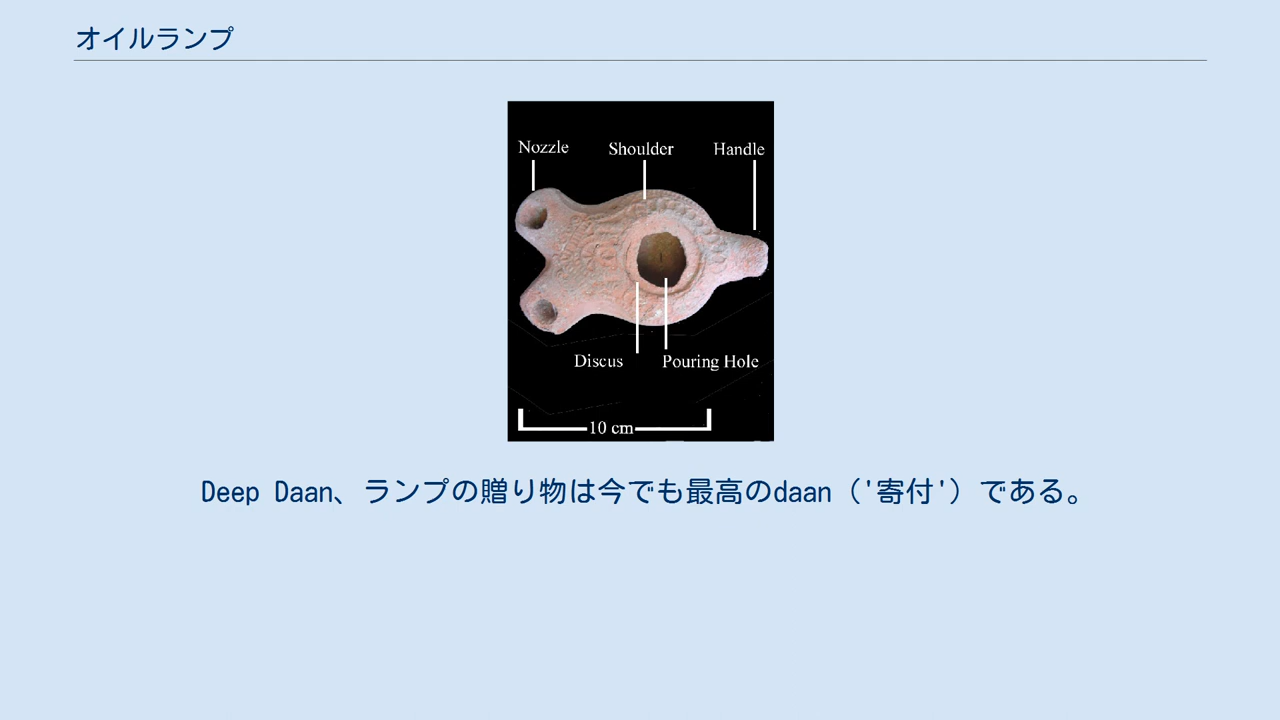 オイルランプ
Nozzle Shoulder Handle
Discus Pouring Hole
10 cm
Deep Daan、ランプの贈り物は今でも最高のdaan（'寄付'）である。